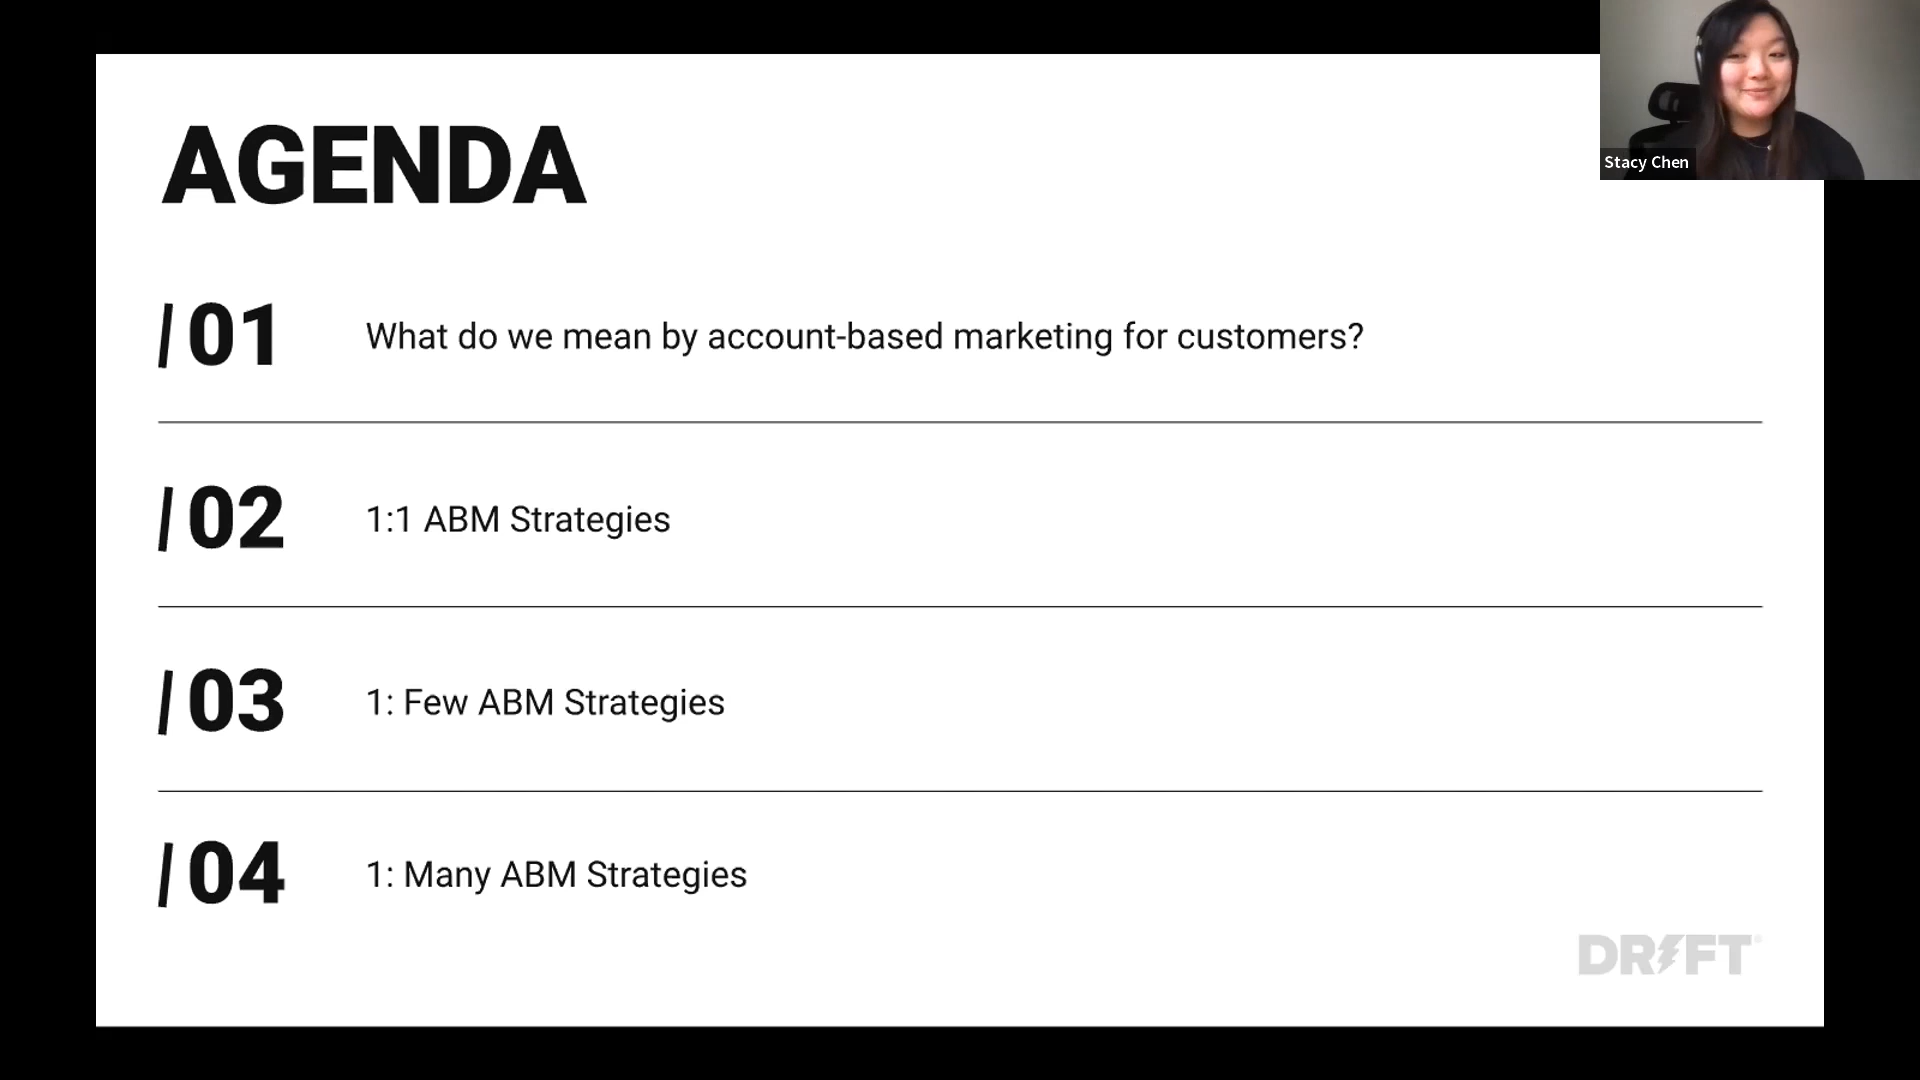 AGENDA
Stacy Chen
/01 What do we mean by account-based marketing for customers?
/02 1:1 ABM Strategies
/03 1: Few ABM Strategies
/04 1: Many ABM Strategies
DRIFT®